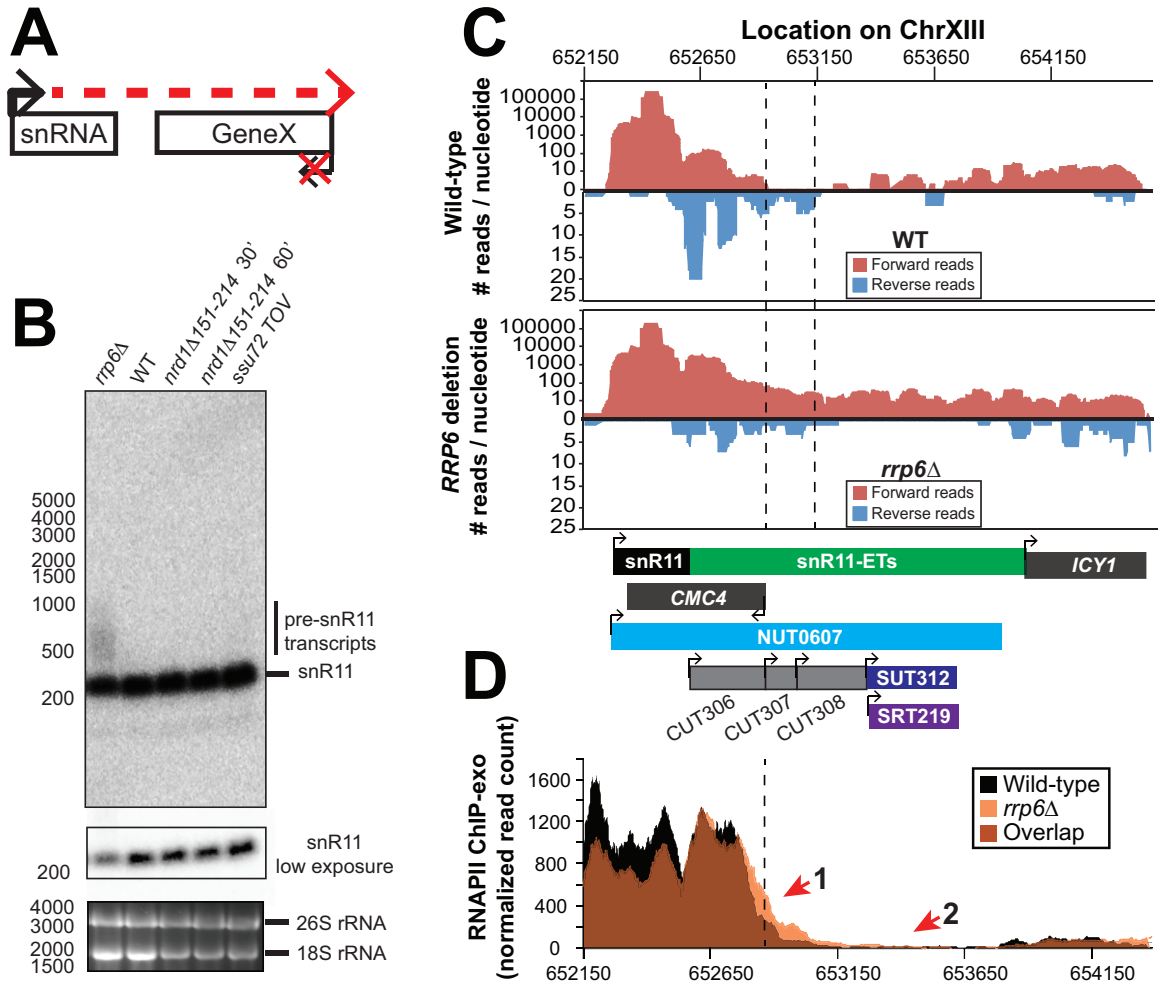 A
snRNA
GeneX
B
rrp6Δ
WT
nrd1Δ151-214 30'
nrd1Δ151-214 60'
ssu72 TOV
5000
4000
3000
2000
1500
1000
500
200
pre-snR11
transcripts
snR11
200
snR11
low exposure
4000
3000
2000
1500
26S rRNA
18S rRNA
C
Location on ChrXIII
652150
652650
653150
653650
654150
Wild-type
# reads / nucleotide
100000
10000
1000
100
10
0
5
10
15
20
25
WT
Forward reads
Reverse reads
RRP6 deletion
# reads / nucleotide
100000
10000
1000
100
10
0
5
10
15
20
25
rrp6Δ
Forward reads
Reverse reads
snR11
snR11-ETs
ICY1
CMC4
NUT0607
CUT306
CUT307
CUT308
SUT312
SRT219
D
RNAPII ChIP-exo
(normalized read count)
1600
1200
800
400
0
Wild-type
rrp6Δ
Overlap
1
2
652150
652650
653150
653650
654150